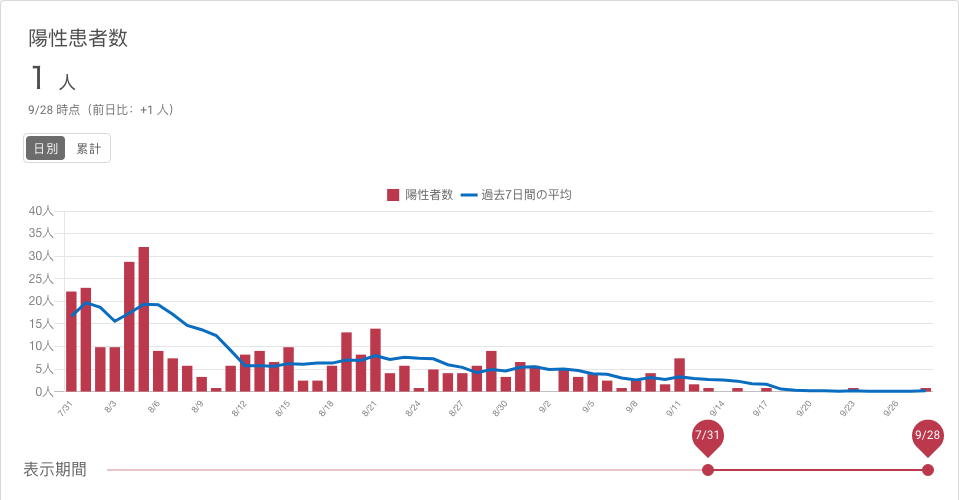 陽性患者数
1 人
9/28 時点（前日比：+1 人）
日別 累計
陽性者数 過去7日間の平均
40人
35人
30人
25人
20人
15人
10人
5人
0人
7/31 8/3 8/6 8/9 8/12 8/15 8/18 8/21 8/24 8/27 8/30 9/2 9/5 9/8 9/11 9/14 9/17 9/20 9/23 9/26
7/31 9/28
表示期間